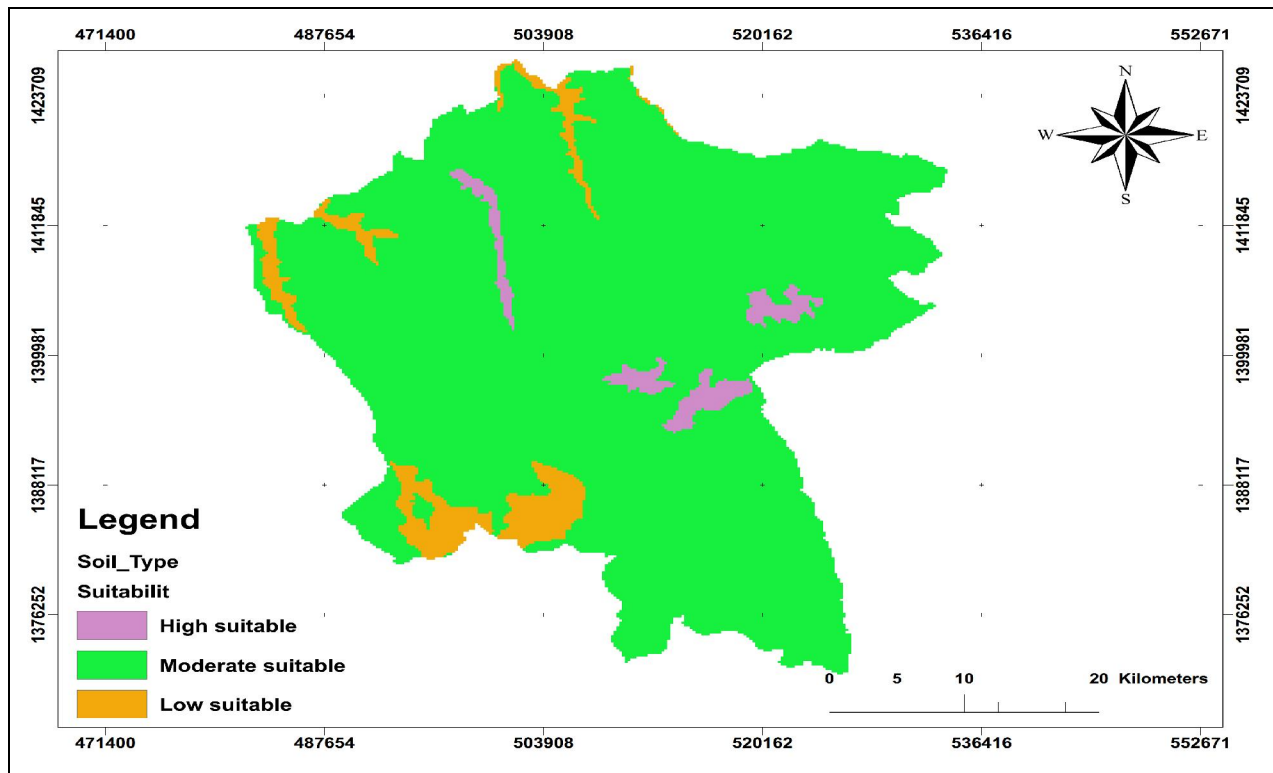 471400 487654 503908 520162 536416 552671
1423709 1423709
N
W E
S
1411845 1411845
1399981 1399981
1388117 1388117
Legend
Soil_Type
Suitabilit
1376252 1376252
High suitable
Moderate suitable
Low suitable
0 5 10 20 Kilometers
471400 487654 503908 520162 536416 552671